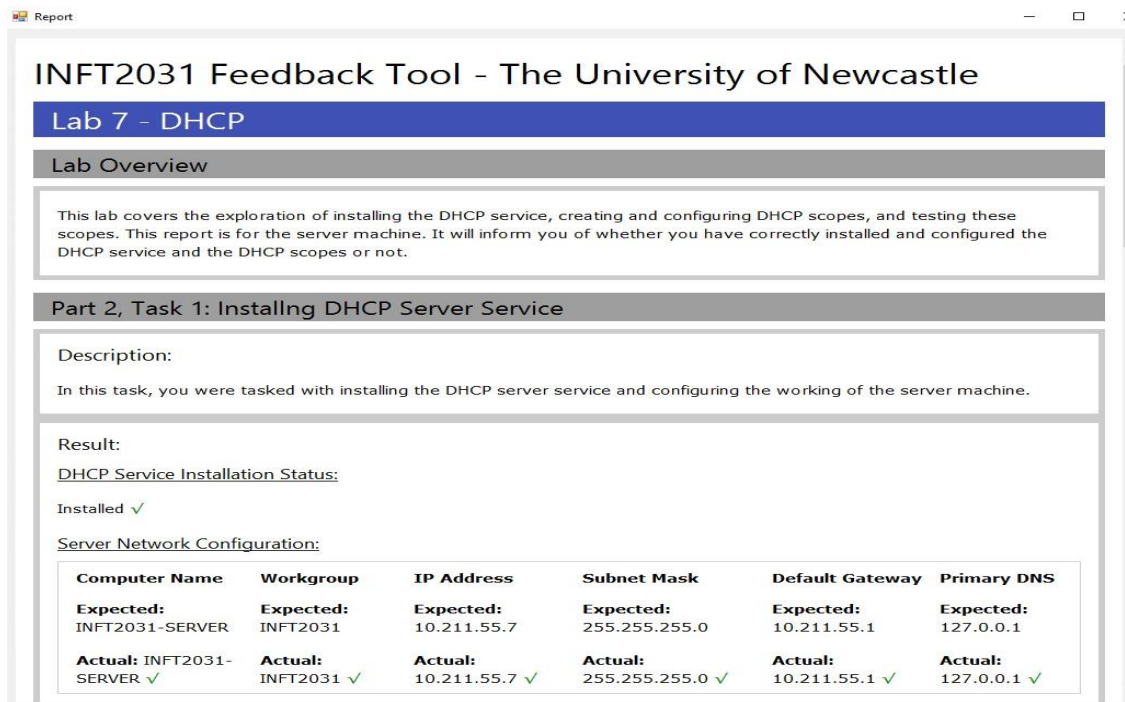 Report
INFT2031 Feedback Tool - The University of Newcastle
Lab 7 - DHCP
Lab Overview
This lab covers the exploration of installing the DHCP service, creating and configuring DHCP scopes, and testing these
scopes. This report is for the server machine. It will inform you of whether you have correctly installed and configured the
DHCP service and the DHCP scopes or not.
Part 2, Task 1: Installng DHCP Server Service
Description:
In this task, you were tasked with installing the DHCP server service and configuring the working of the server machine.
Result:
DHCP Service Installation Status:
Installed √
Server Network Configuration:
Computer Name Workgroup IP Address Subnet Mask Default Gateway Primary DNS
Expected: Expected: Expected: Expected: Expected: Expected:
INFT2031-SERVER INFT2031 10.211.55.7 255.255.255.0 10.211.55.1 127.0.0.1
Actual: INFT2031- Actual: Actual: Actual: Actual: Actual:
SERVER √ INFT2031 √ 10.211.55.7 √ 255.255.255.0 √ 10.211.55.1 √ 127.0.0.1 √